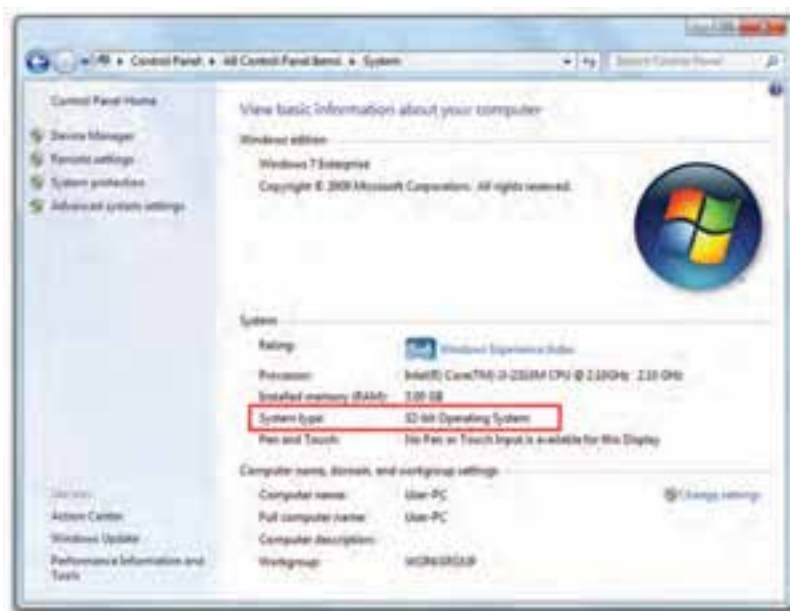 Control Panel ▸ All Control Panel Items ▸ System
Search Control Panel
Control Panel Home
Device Manager
Remote settings
System protection
Advanced system settings
View basic information about your computer
Windows edition
Windows 7 Enterprise
Copyright © 2009 Microsoft Corporation. All rights reserved.
System
Rating:
Windows Experience Index
Processor: Intel(R) Core(TM) i3-2310M CPU @ 2.10GHz 2.10 GHz
Installed memory (RAM): GB
System type: 32-bit Operating System
Pen and Touch: No Pen or Touch Input is available for this Display
Computer name, domain, and workgroup settings
Computer name: User-PC
Change settings
Full computer name: User-PC
Computer description:
Workgroup: WORKGROUP
See also
Action Center
Windows Update
Performance Information and
Tools